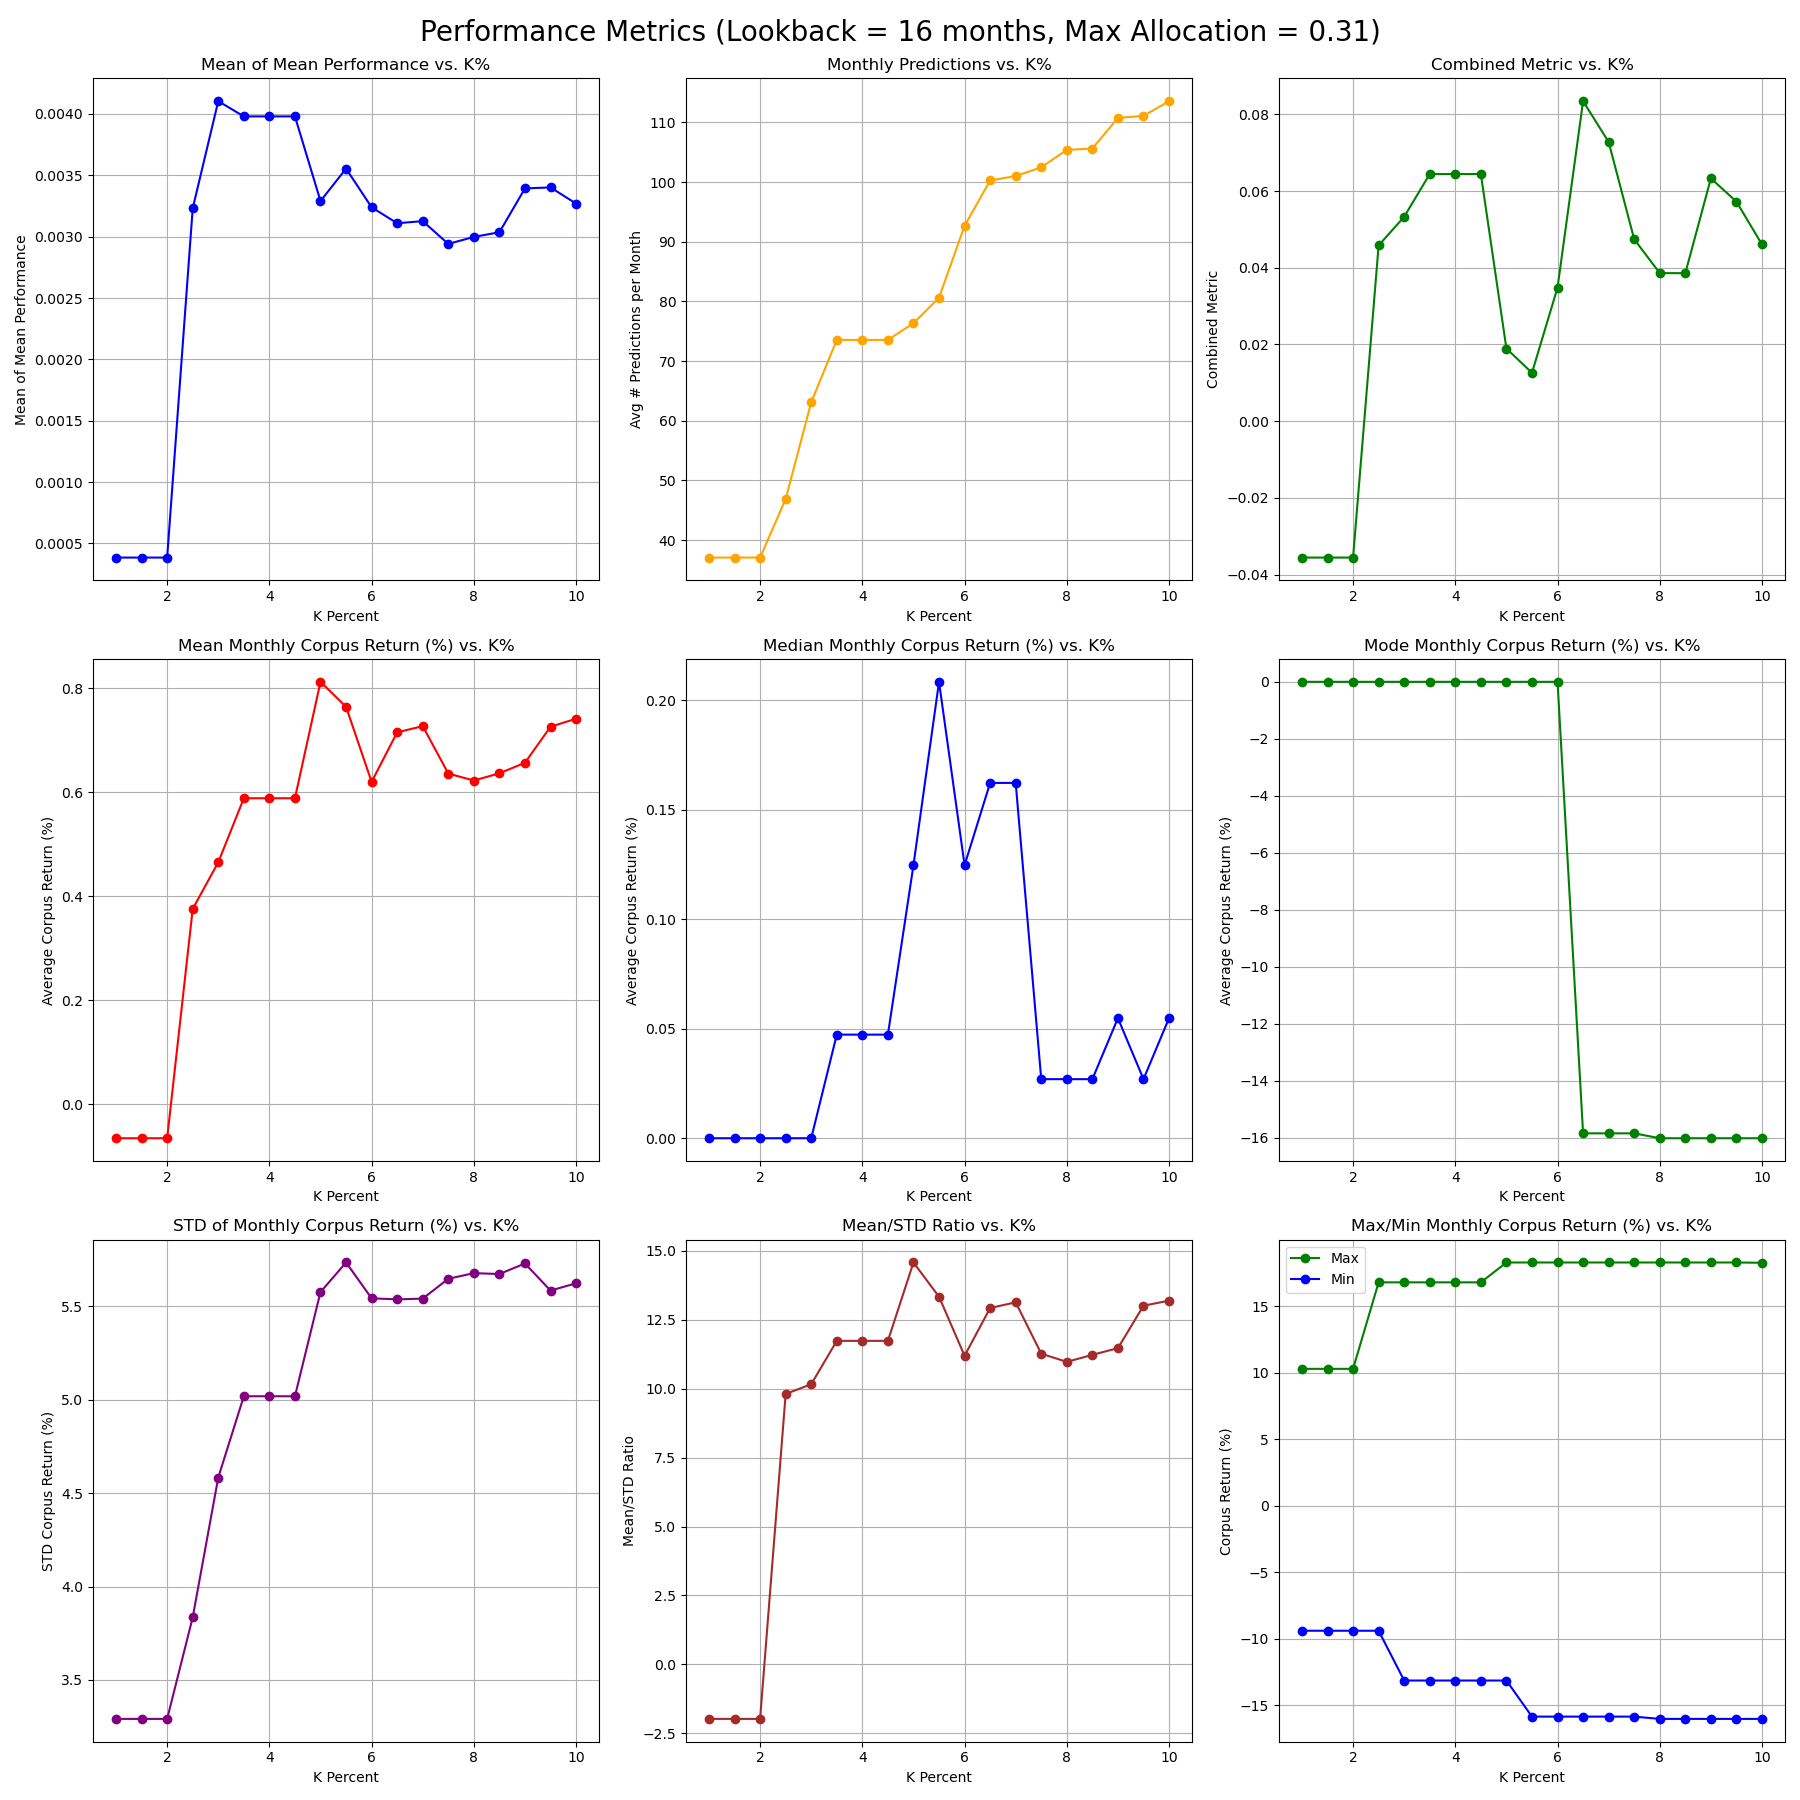 Performance Metrics (Lookback = 16 months, Max Allocation = 0.31)
Mean of Mean Performance vs. K%
Mean of Mean Performance
0.0040
0.0035
0.0030
0.0025
0.0020
0.0015
0.0010
0.0005
2 4 6 8 10
K Percent
Monthly Predictions vs. K%
Avg # Predictions per Month
110
100
90
80
70
60
50
40
2 4 6 8 10
K Percent
Combined Metric vs. K%
Combined Metric
0.08
0.06
0.04
0.02
0.00
−0.02
−0.04
2 4 6 8 10
K Percent
Mean Monthly Corpus Return (%) vs. K%
Average Corpus Return (%)
0.8
0.6
0.4
0.2
0.0
2 4 6 8 10
K Percent
Median Monthly Corpus Return (%) vs. K%
Average Corpus Return (%)
0.20
0.15
0.10
0.05
0.00
2 4 6 8 10
K Percent
Mode Monthly Corpus Return (%) vs. K%
Average Corpus Return (%)
0
−2
−4
−6
−8
−10
−12
−14
−16
2 4 6 8 10
K Percent
STD of Monthly Corpus Return (%) vs. K%
STD Corpus Return (%)
5.5
5.0
4.5
4.0
3.5
2 4 6 8 10
K Percent
Mean/STD Ratio vs. K%
Mean/STD Ratio
15.0
12.5
10.0
7.5
5.0
2.5
0.0
−2.5
2 4 6 8 10
K Percent
Max/Min Monthly Corpus Return (%) vs. K%
Max
Min
Corpus Return (%)
15
10
5
0
−5
−10
−15
2 4 6 8 10
K Percent